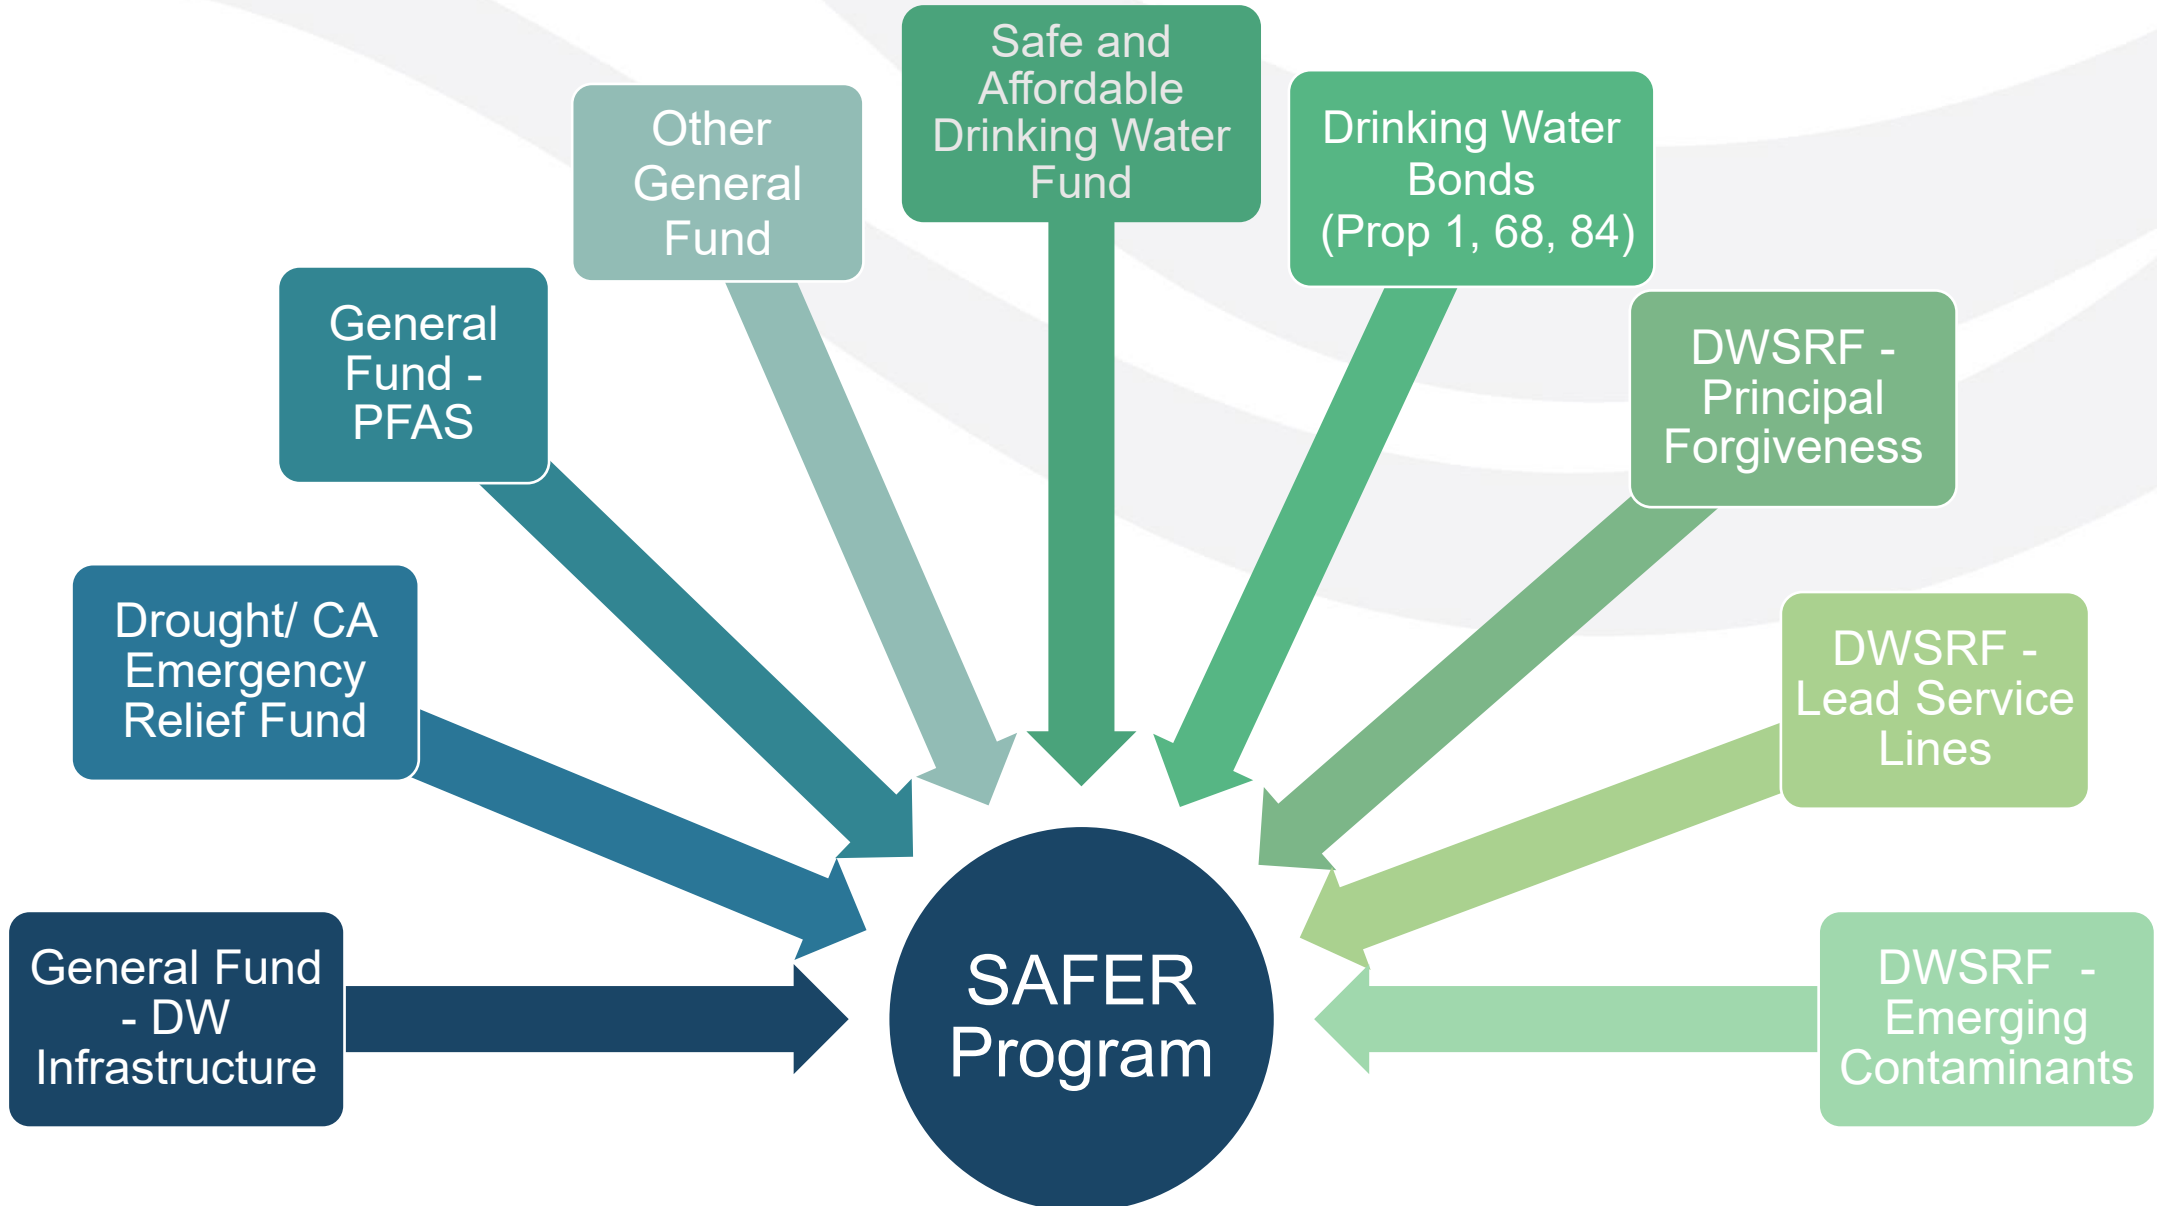 General Fund
- DW
Infrastructure
Drought/ CA
Emergency
Relief Fund
General
Fund -
PFAS
Other
General
Fund
Safe and
Affordable
Drinking Water
Fund
Drinking Water
Bonds
(Prop 1, 68, 84)
DWSRF -
Principal
Forgiveness
DWSRF -
Lead Service
Lines
DWSRF -
Emerging
Contaminants
SAFER
Program